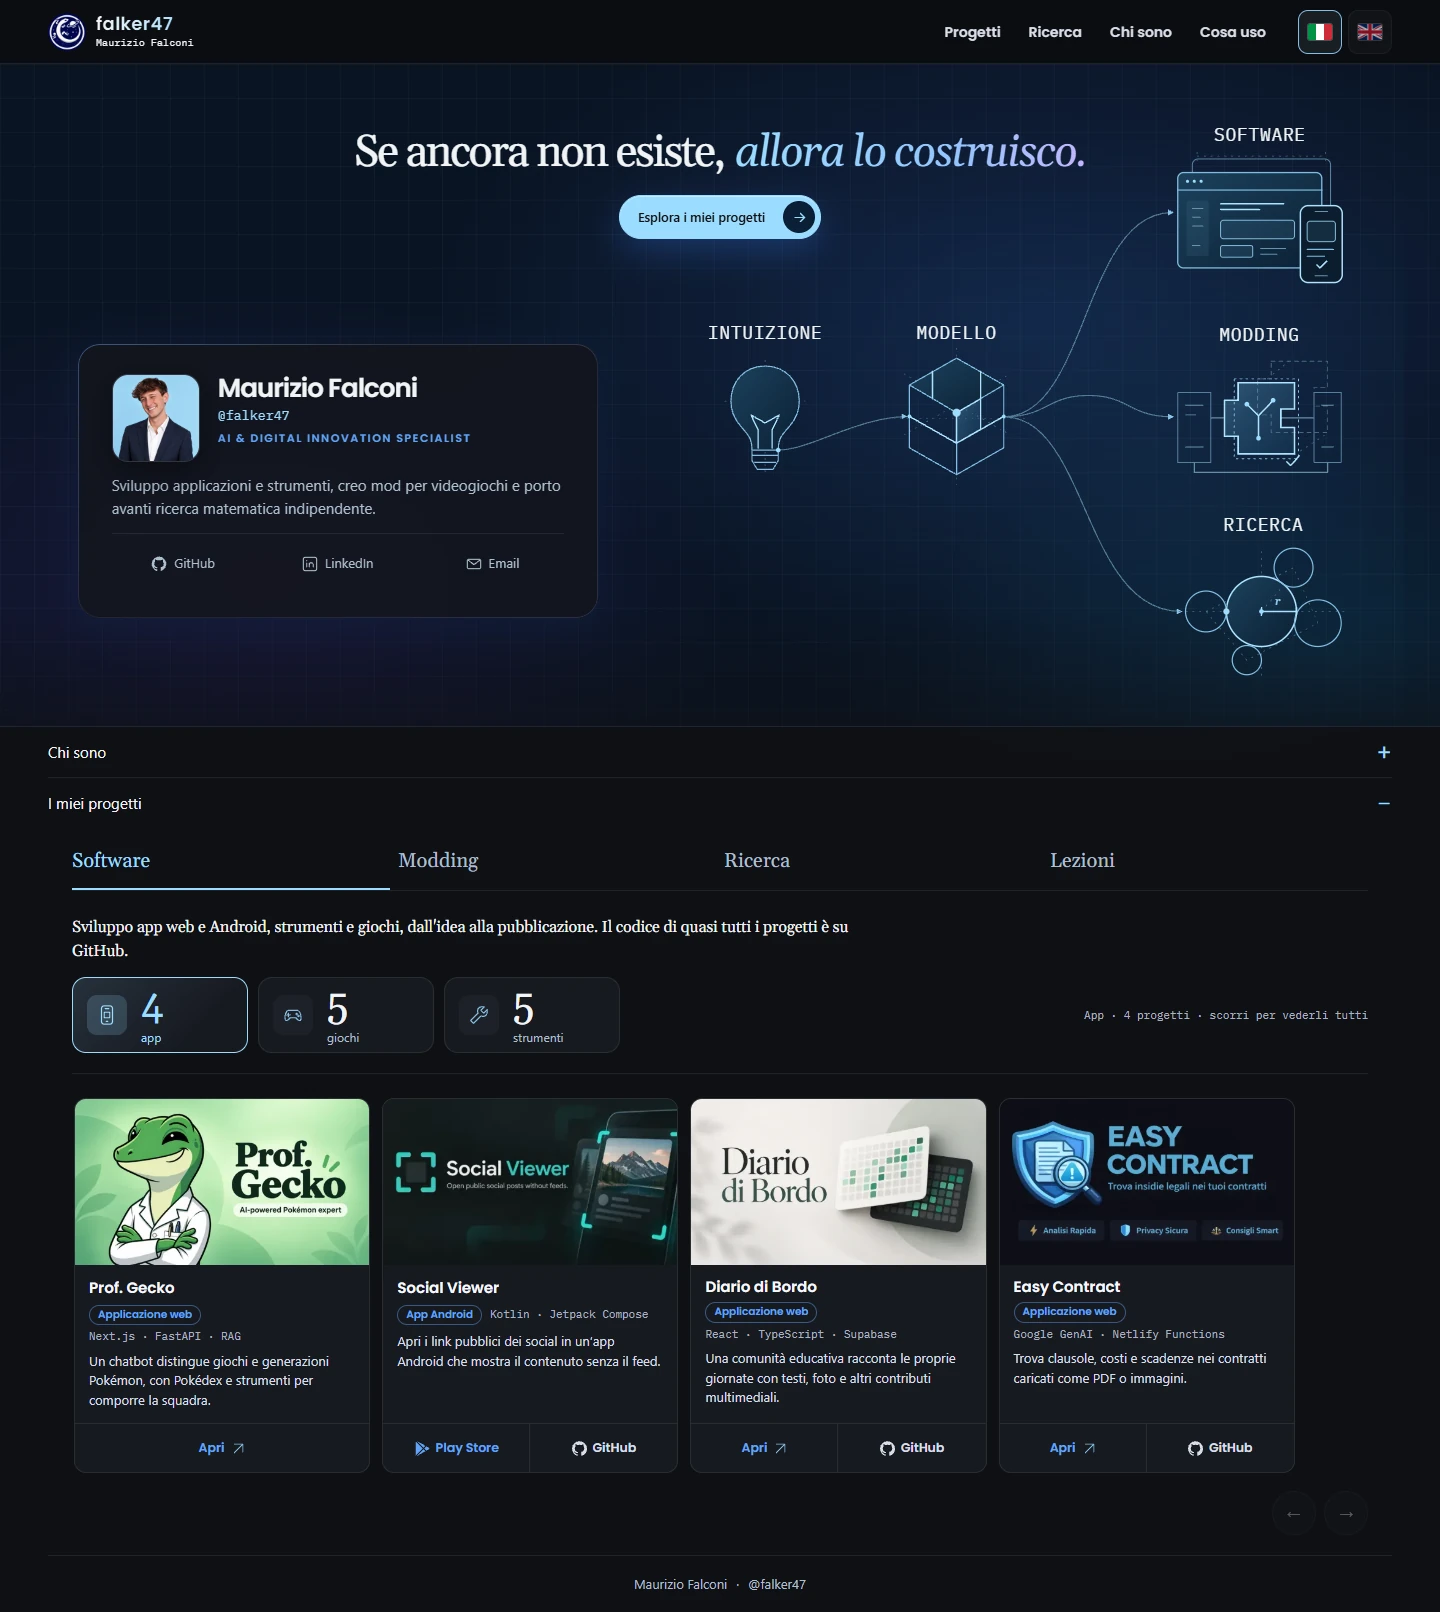 falker47
Maurizio Falconi
Progetti
Ricerca
Chi sono
Cosa uso
Se ancora non esiste, allora lo costruisco.
Esplora i miei progetti
SOFTWARE
INTUIZIONE
MODELLO
MODDING
RICERCA
r
Maurizio Falconi
@falker47
AI & DIGITAL INNOVATION SPECIALIST
Sviluppo applicazioni e strumenti, creo mod per videogiochi e porto
avanti ricerca matematica indipendente.
GitHub
LinkedIn
Email
Chi sono
I miei progetti
Software
Modding
Ricerca
Lezioni
Sviluppo app web e Android, strumenti e giochi, dall'idea alla pubblicazione. Il codice di quasi tutti i progetti è su
GitHub.
4
app
5
giochi
5
strumenti
App · 4 progetti · scorri per vederli tutti
Prof.
Gecko
AI-powered Pokémon expert
Prof. Gecko
Applicazione web
Next.js · FastAPI · RAG
Un chatbot distingue giochi e generazioni
Pokémon, con Pokédex e strumenti per
comporre la squadra.
Apri
Social Viewer
Open public social posts without feeds.
Social Viewer
App Android
Kotlin · Jetpack Compose
Apri i link pubblici dei social in un'app
Android che mostra il contenuto senza il feed.
Play Store
GitHub
Diario
di Bordo
Diario di Bordo
Applicazione web
React · TypeScript · Supabase
Una comunità educativa racconta le proprie
giornate con testi, foto e altri contributi
multimediali.
Apri
GitHub
EASY
CONTRACT
Trova insidie legali nei tuoi contratti
Analisi Rapida
Privacy Sicura
Consigli Smart
Easy Contract
Applicazione web
Google GenAI · Netlify Functions
Trova clausole, costi e scadenze nei contratti
caricati come PDF o immagini.
Apri
GitHub
Maurizio Falconi · @falker47